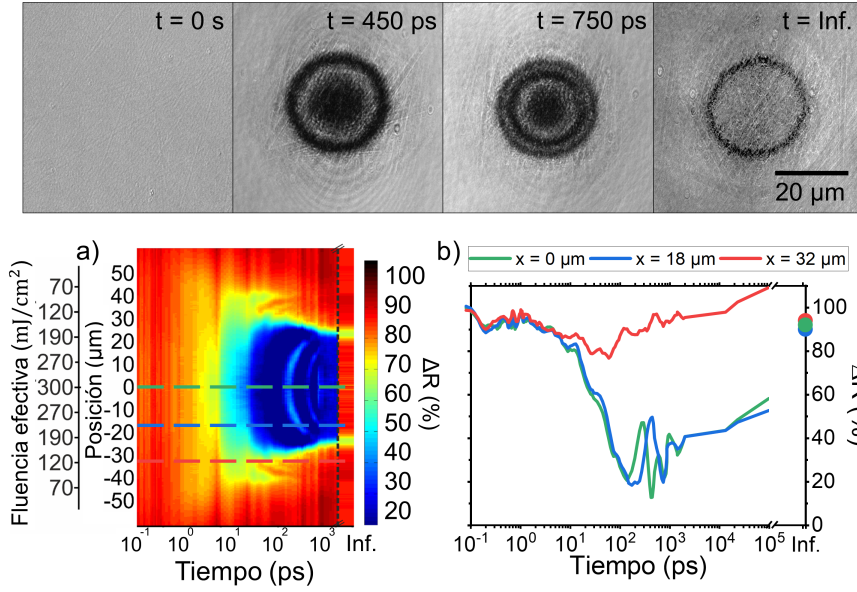 t = 0 s
t = 450 ps
t = 750 ps
t = Inf.
20 µm
a)
Fluencia efectiva (mJ/cm²)
70
120
190
270
300
270
190
120
70
Posición (µm)
50
40
30
20
10
0
-10
-20
-30
-40
-50
10⁻¹ 10⁰ 10¹ 10² 10³ Inf.
Tiempo (ps)
100
90
80
70
60
50
40
30
20
ΔR (%)
b)
x = 0 µm x = 18 µm x = 32 µm
100
80
60
40
20
0
(%)
10⁻¹ 10⁰ 10¹ 10² 10³ 10⁴ 10⁵ Inf.
Tiempo (ps)